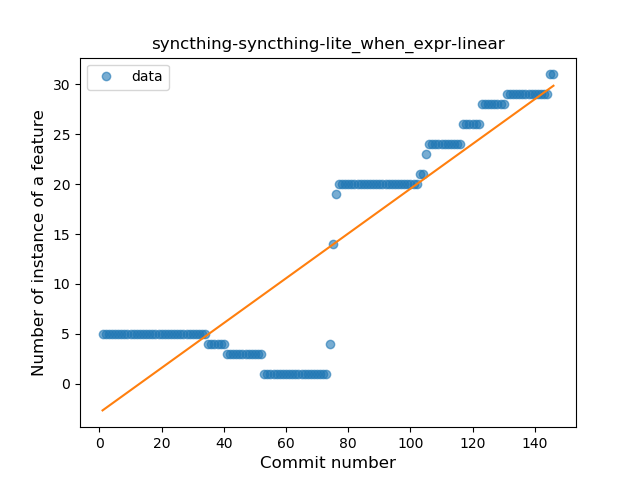 syncthing-syncthing-lite_when_expr-linear
data
Number of instance of a feature
30
25
20
15
10
5
0
0 20 40 60 80 100 120 140
Commit number